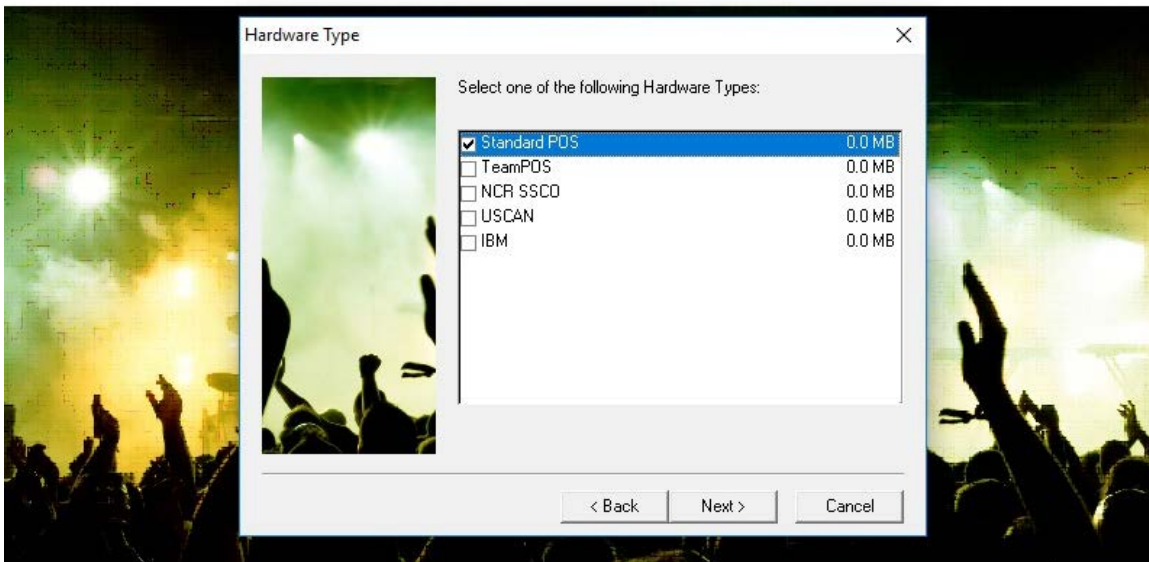 Hardware Type
Select one of the following Hardware Types:
Standard POS 0.0 MB
TeamPOS 0.0 MB
NCR SSCO 0.0 MB
USCAN 0.0 MB
IBM 0.0 MB
< Back Next > Cancel